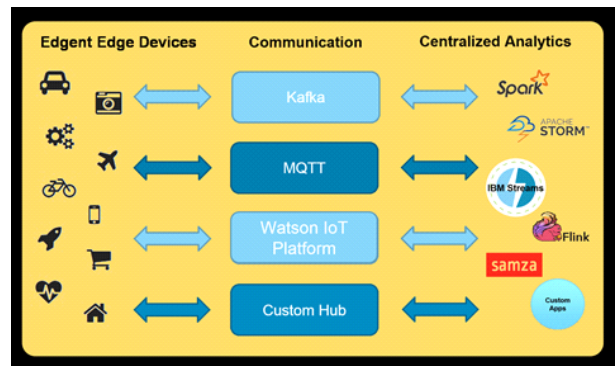 Edgent Edge Devices
Communication
Centralized Analytics
Kafka
Spark
APACHE
STORM™
MQTT
IBM Streams
Watson IoT
Platform
Flink
samza
Custom Hub
Custom
Apps